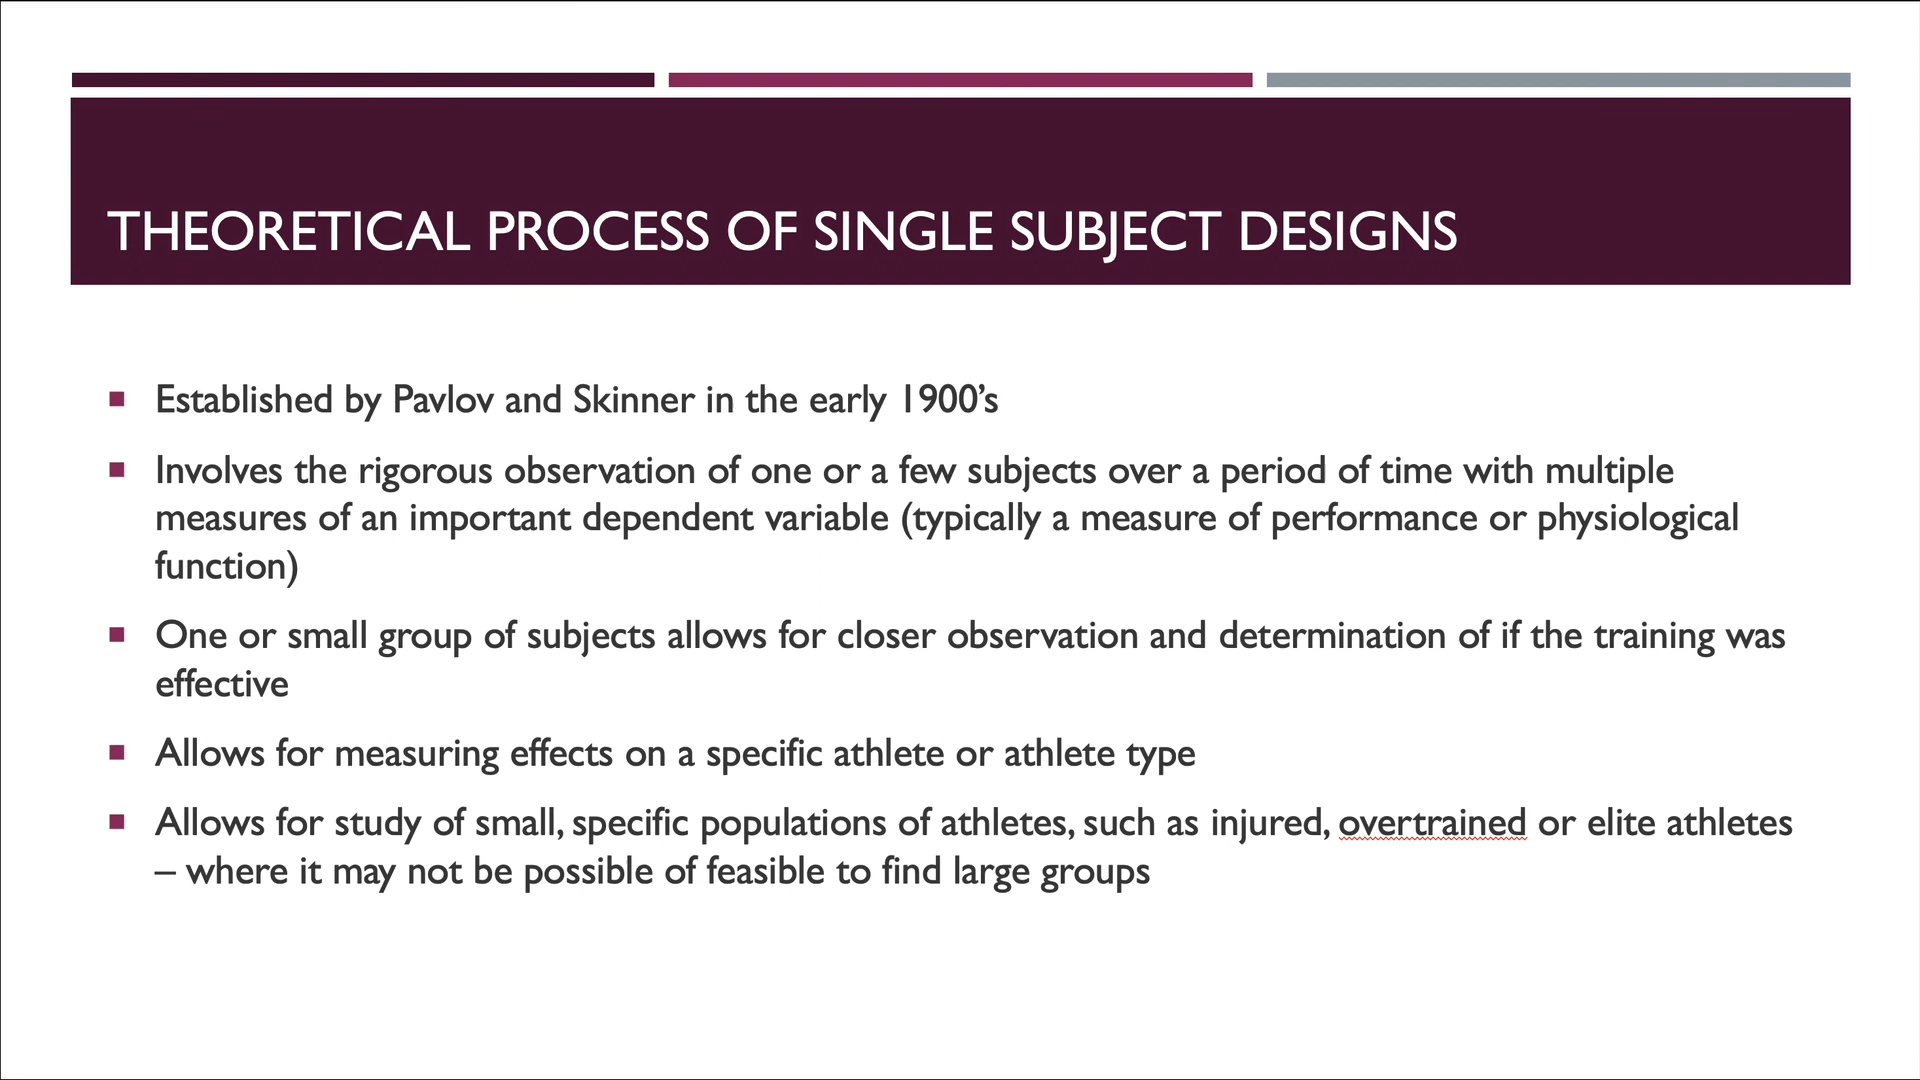 THEORETICAL PROCESS OF SINGLE SUBJECT DESIGNS
Established by Pavlov and Skinner in the early 1900’s
Involves the rigorous observation of one or a few subjects over a period of time with multiple
measures of an important dependent variable (typically a measure of performance or physiological
function)
One or small group of subjects allows for closer observation and determination of if the training was
effective
Allows for measuring effects on a specific athlete or athlete type
Allows for study of small, specific populations of athletes, such as injured, overtrained or elite athletes
– where it may not be possible of feasible to find large groups